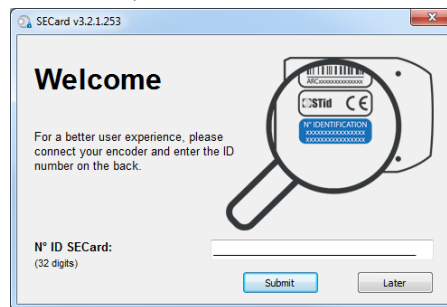 SECard v3.2.1.253
Welcome
For a better user experience, please
connect your encoder and enter the ID
number on the back.
ARCxxxxxxxxxxxxxx
STid CE
N° IDENTIFICATION
xxxxxxxxxxxxxxxx
xxxxxxxxxxxxxxxx
N° ID SECard:
(32 digits)
Submit
Later